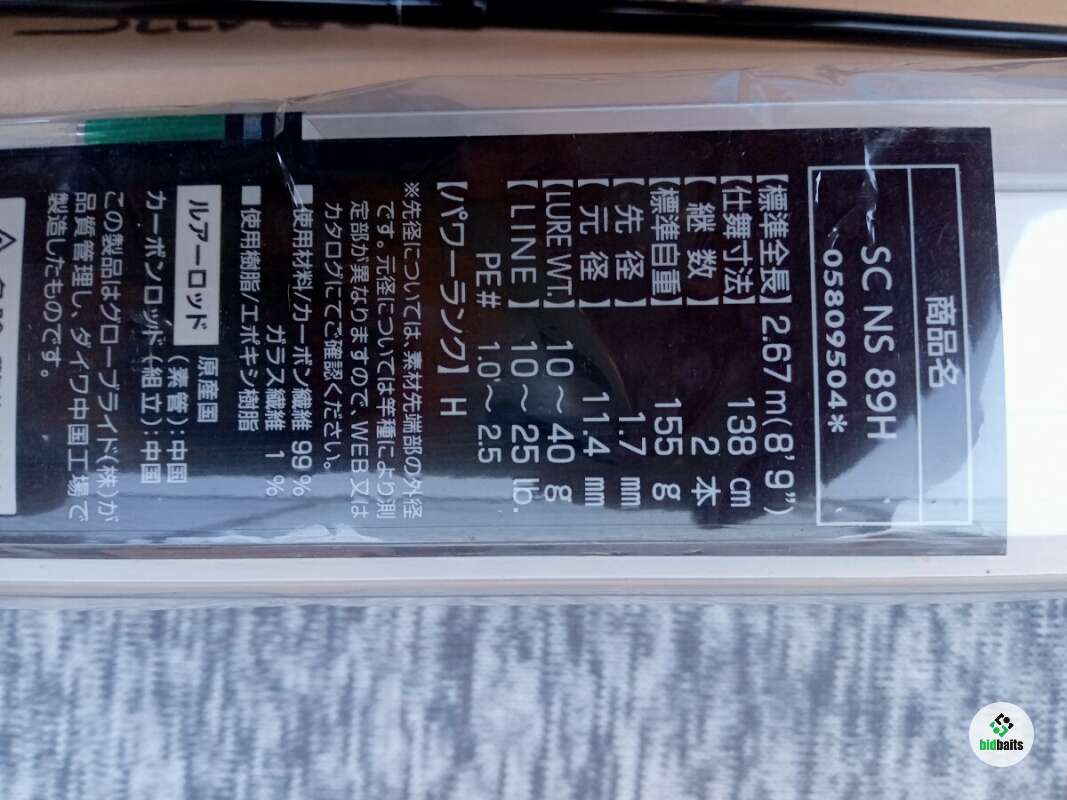 商品名
SC NS 89H
05809504*
【標準全長】2.67m(8'9")
【仕舞寸法】 138 cm
【継 数】 2 本
【標準自重】 155 g
【先 径】 1.7 mm
【元 径】 11.4 mm
【LURE WT.】 10～40 g
【LINE】 10～25 lb.
PE# 1.0～2.5
【パワーランク】 H
※先径については、素材先端部の外径
です。元径については竿種により測
定部が異なりますので、WEB又は
カタログにてご確認ください。
■使用材料/カーボン繊維 99%
ガラス繊維 1%
■使用樹脂/エポキシ樹脂
ルアーロッド 原産国
カーボンロッド (素管):中国
(組立):中国
この製品はグローブライド(株)が
品質管理し、ダイワ中国工場で
製造したものです。
bidbaits